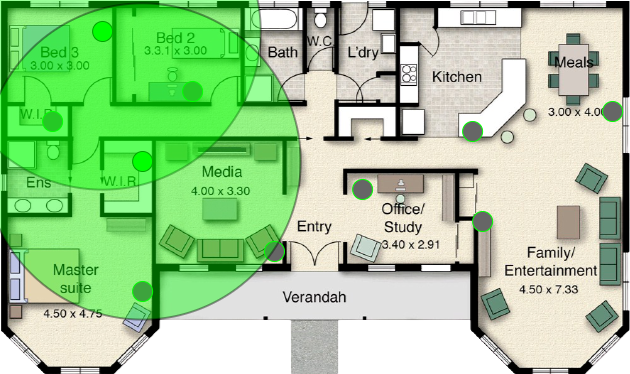 Bed 3
3.00 x 3.00
Bed 2
3.3.1 x 3.00
Bath
W.C
L'dry
Kitchen
Meals
3.00 x 4.00
W.I.R
Ens
W.I.R
Media
4.00 x 3.30
Office/
Study
3.40 x 2.91
Entry
Family/
Entertainment
4.50 x 7.33
Master
suite
4.50 x 4.75
Verandah